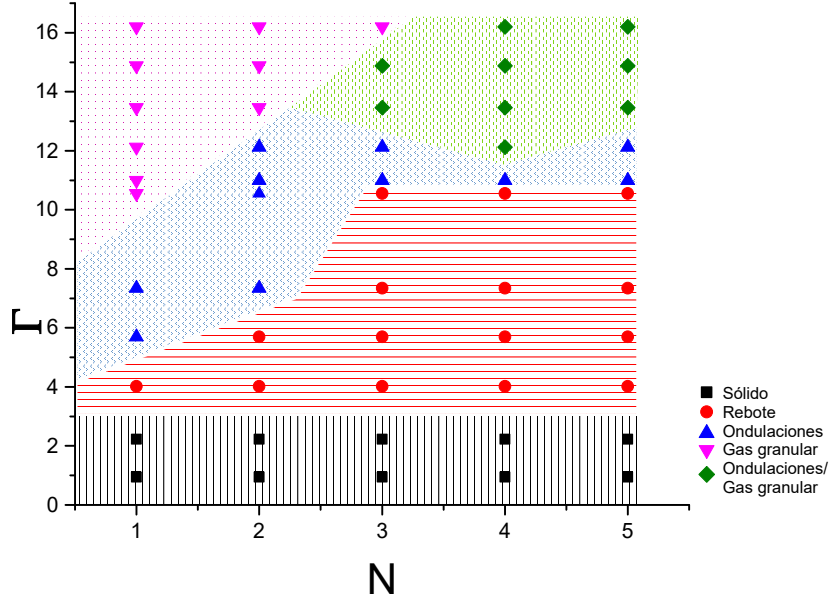 16
14
12
10
8
6
4
2
0
Γ
1
2
3
4
5
N
Sólido
Rebote
Ondulaciones
Gas granular
Ondulaciones/
Gas granular